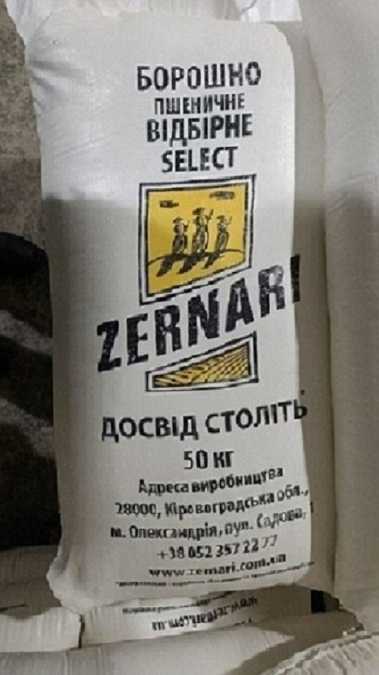 БОРОШНО
ПШЕНИЧНЕ
ВІДБІРНЕ
SELECT
ZERNARI
ДОСВІД СТОЛІТЬ
50 КГ
Адреса виробництва
28000, Кіровоградська обл.,
м. Олександрія, вул. Садова, 1
+38 052 357 22 77
www.zernari.com.ua